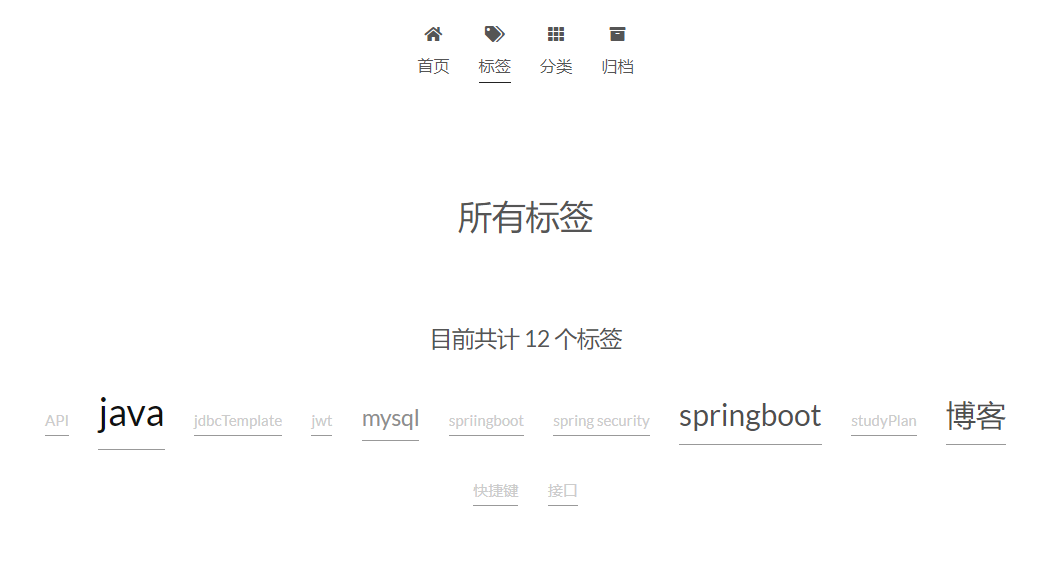 首页 标签 分类 归档
所有标签
目前共计 12 个标签
API java jdbcTemplate jwt mysql spriingboot spring security springboot studyPlan 博客
快捷键 接口